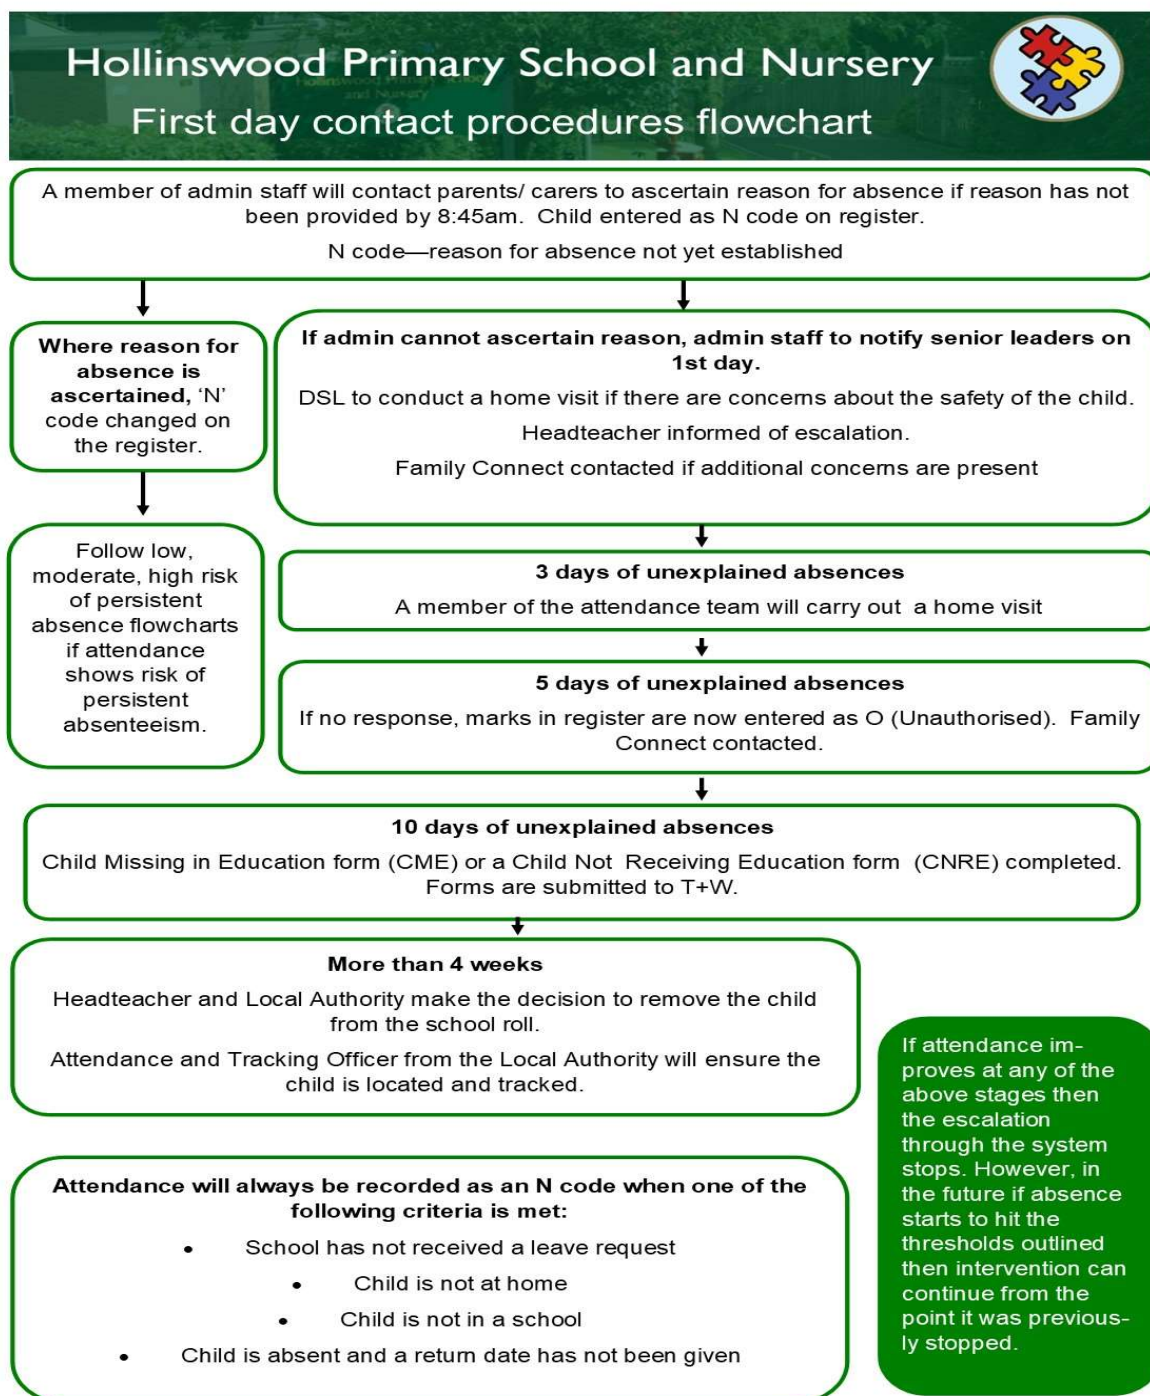 Hollinswood Primary School and Nursery
First day contact procedures flowchart
A member of admin staff will contact parents/ carers to ascertain reason for absence if reason has not
been provided by 8:45am.  Child entered as N code on register.
N code—reason for absence not yet established
Where reason for
absence is
ascertained, ‘N’
code changed on
the register.
If admin cannot ascertain reason, admin staff to notify senior leaders on
1st day.
DSL to conduct a home visit if there are concerns about the safety of the child.
Headteacher informed of escalation.
Family Connect contacted if additional concerns are present
Follow low,
moderate, high risk
of persistent
absence flowcharts
if attendance
shows risk of
persistent
absenteeism.
3 days of unexplained absences
A member of the attendance team will carry out  a home visit
5 days of unexplained absences
If no response, marks in register are now entered as O (Unauthorised).  Family
Connect contacted.
10 days of unexplained absences
Child Missing in Education form (CME) or a Child Not  Receiving Education form  (CNRE) completed.
Forms are submitted to T+W.
More than 4 weeks
Headteacher and Local Authority make the decision to remove the child
from the school roll.
Attendance and Tracking Officer from the Local Authority will ensure the
child is located and tracked.
If attendance im-
proves at any of the
above stages then
the escalation
through the system
stops. However, in
the future if absence
starts to hit the
thresholds outlined
then intervention can
continue from the
point it was previous-
ly stopped.
Attendance will always be recorded as an N code when one of the
following criteria is met:
• School has not received a leave request
• Child is not at home
• Child is not in a school
• Child is absent and a return date has not been given